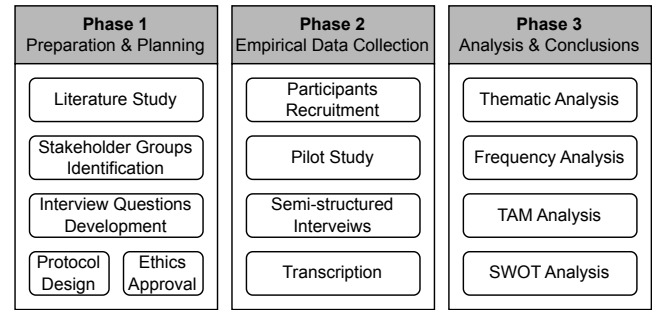 Phase 1
Preparation & Planning
Literature Study
Stakeholder Groups
Identification
Interview Questions
Development
Protocol
Design
Ethics
Approval
Phase 2
Empirical Data Collection
Participants
Recruitment
Pilot Study
Semi-structured
Interveiws
Transcription
Phase 3
Analysis & Conclusions
Thematic Analysis
Frequency Analysis
TAM Analysis
SWOT Analysis